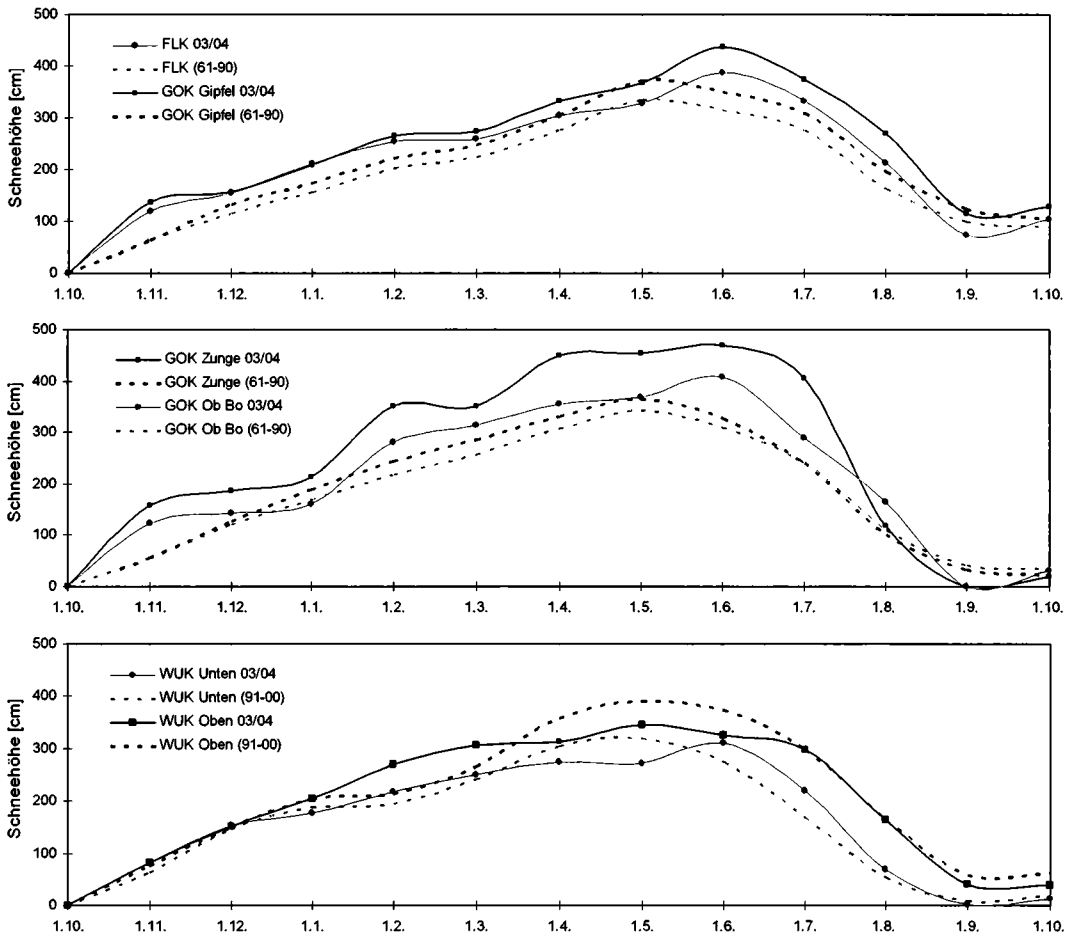 500
400
300
200
100
0
Schneehöhe [cm]
FLK 03/04
FLK (61-90)
GOK Gipfel 03/04
GOK Gipfel (61-90)
1.10. 1.11. 1.12. 1.1. 1.2. 1.3. 1.4. 1.5. 1.6. 1.7. 1.8. 1.9. 1.10.
500
400
300
200
100
0
Schneehöhe [cm]
GOK Zunge 03/04
GOK Zunge (61-90)
GOK Ob Bo 03/04
GOK Ob Bo (61-90)
1.10. 1.11. 1.12. 1.1. 1.2. 1.3. 1.4. 1.5. 1.6. 1.7. 1.8. 1.9. 1.10.
500
400
300
200
100
0
Schneehöhe [cm]
WUK Unten 03/04
WUK Unten (91-00)
WUK Oben 03/04
WUK Oben (91-00)
1.10. 1.11. 1.12. 1.1. 1.2. 1.3. 1.4. 1.5. 1.6. 1.7. 1.8. 1.9. 1.10.